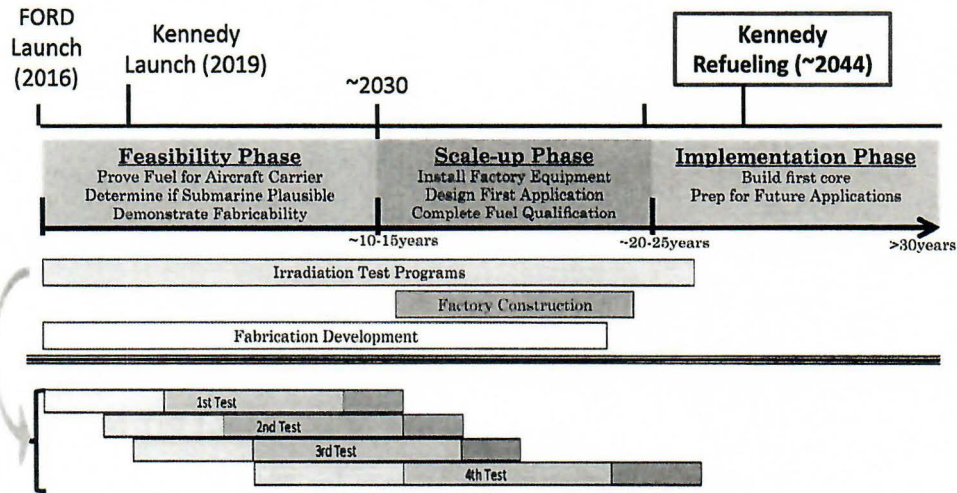 FORD
Launch
(2016)
Kennedy
Launch (2019)
~2030
Kennedy
Refueling (~2044)
Feasibility Phase
Prove Fuel for Aircraft Carrier
Determine if Submarine Plausible
Demonstrate Fabricability
Scale-up Phase
Install Factory Equipment
Design First Application
Complete Fuel Qualification
Implementation Phase
Build first core
Prep for Future Applications
~10-15years
~20-25years
>30years
Irradiation Test Programs
Factory Construction
Fabrication Development
1st Test
2nd Test
3rd Test
4th Test